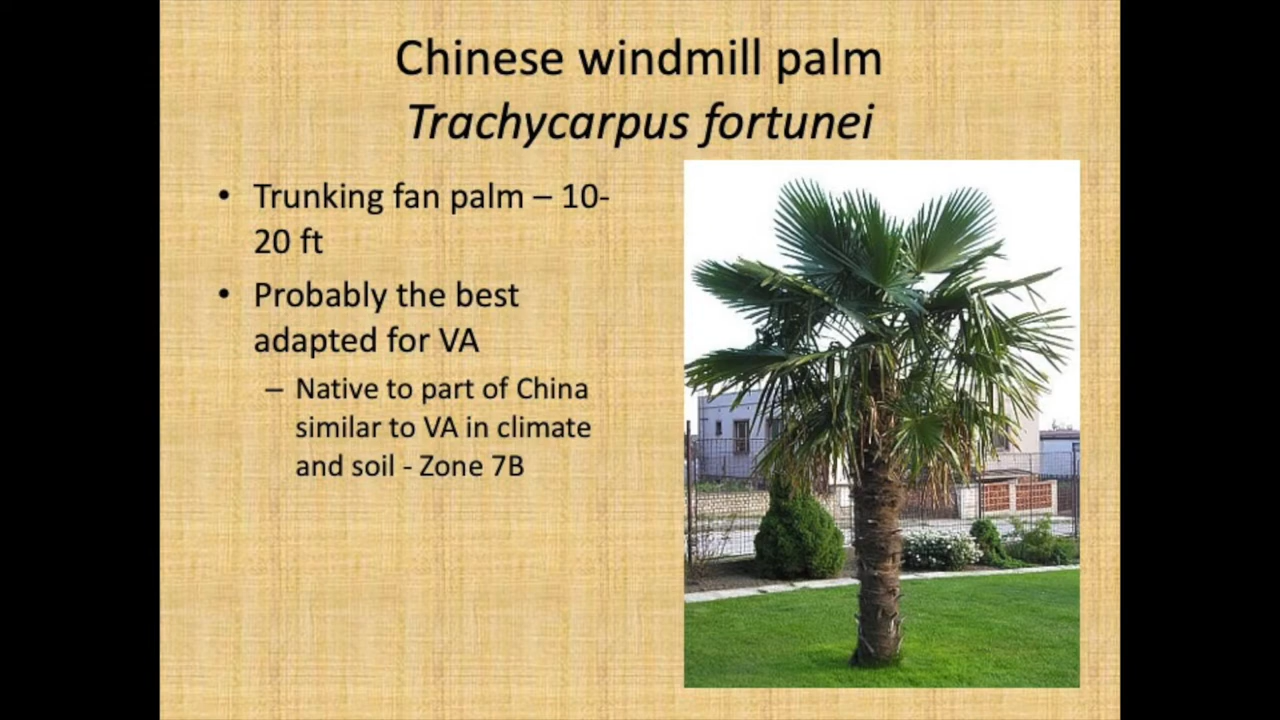 Chinese windmill palm
Trachycarpus fortunei
• Trunking fan palm – 10-
20 ft
• Probably the best
adapted for VA
– Native to part of China
similar to VA in climate
and soil - Zone 7B